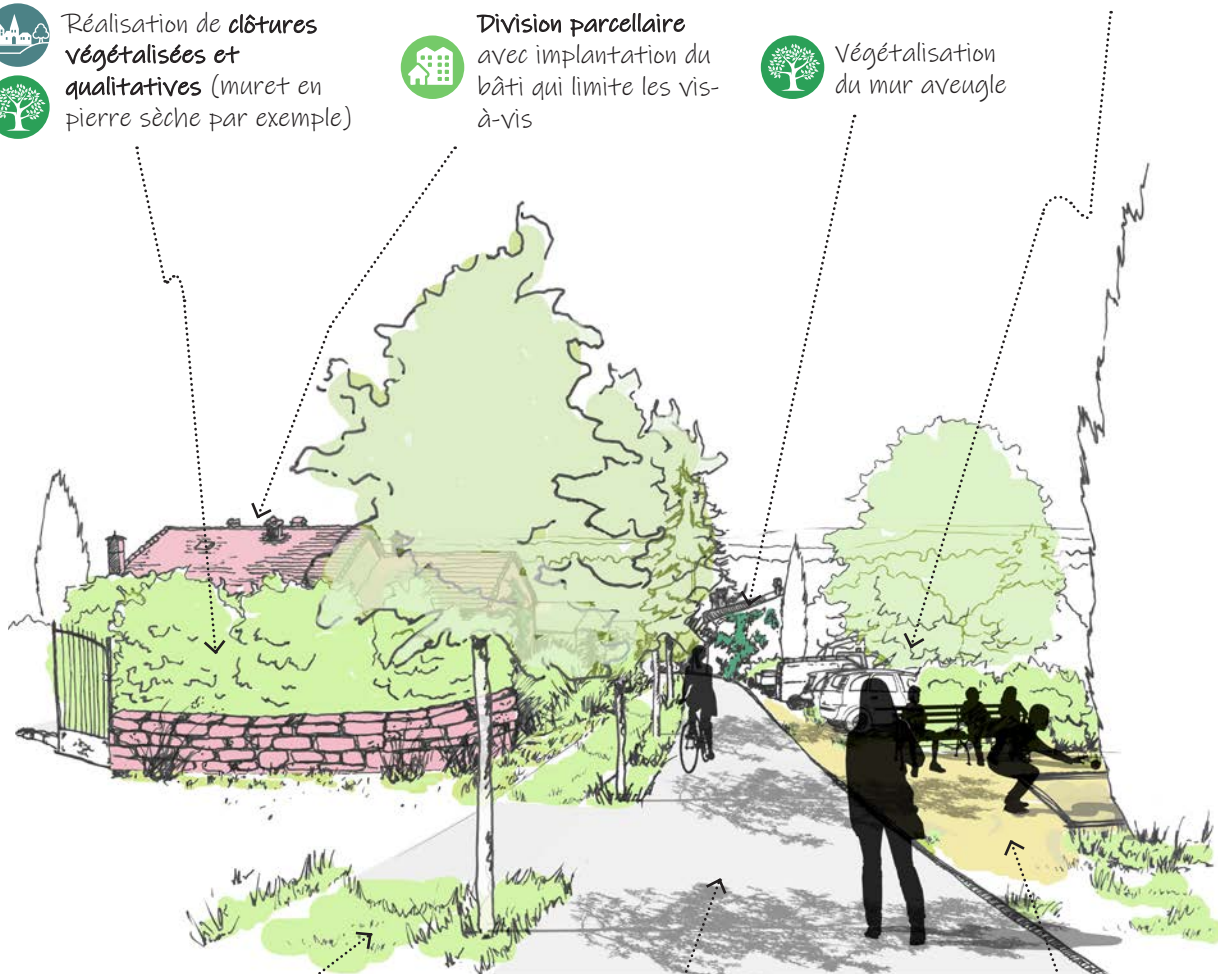 Réalisation de clôtures
végétalisées et
qualitatives (muret en
pierre sèche par exemple)
Division parcellaire
avec implantation du
bâti qui limite les vis-
à-vis
Végétalisation
du mur aveugle